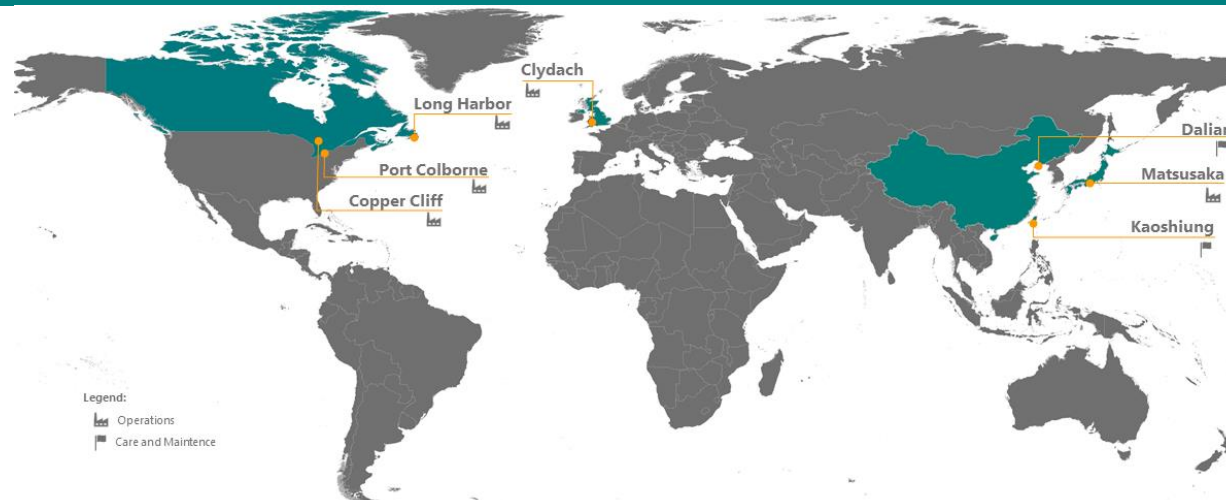 Clydach
Long Harbor
Port Colborne
Copper Cliff
Dalian
Matsusaka
Kaoshiung
Legend:
Operations
Care and Maintence